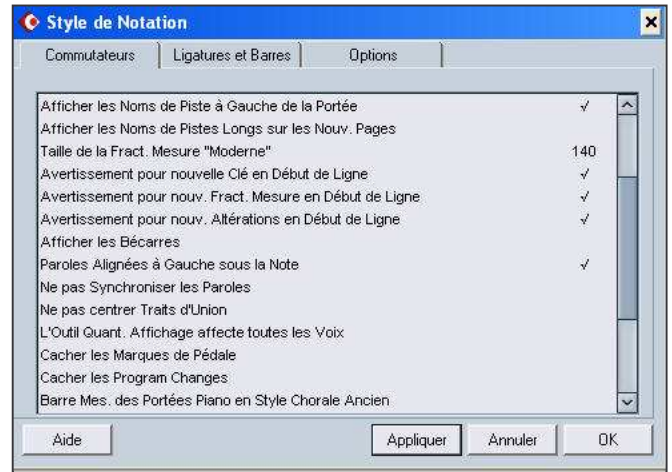 Style de Notation
Commutateurs Ligatures et Barres Options
Afficher les Noms de Piste à Gauche de la Portée √
Afficher les Noms de Pistes Longs sur les Nouv. Pages
Taille de la Fract. Mesure "Moderne" 140
Avertissement pour nouvelle Clé en Début de Ligne √
Avertissement pour nouv. Fract. Mesure en Début de Ligne √
Avertissement pour nouv. Altérations en Début de Ligne √
Afficher les Bécarres
Paroles Alignées à Gauche sous la Note √
Ne pas Synchroniser les Paroles
Ne pas centrer Traits d'Union
L'Outil Quant. Affichage affecte toutes les Voix
Cacher les Marques de Pédale
Cacher les Program Changes
Barre Mes. des Portées Piano en Style Chorale Ancien
Aide Appliquer Annuler OK